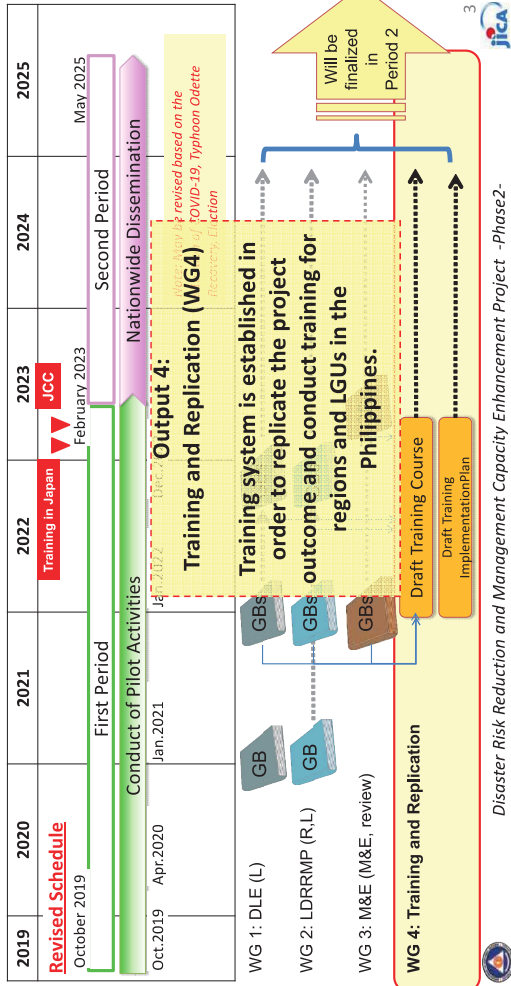 2019 2020 2021 2022 2023 2024 2025
Revised Schedule
Training in Japan
JCC
October 2019
February 2023
May 2025
First Period
Second Period
Conduct of Pilot Activities
Nationwide Dissemination
Oct.2019 Apr.2020 Jan.2021 Jan.2022
Note: May be revised based on the
of COVID-19, Typhoon Odette
Recovery, Election
Output 4:
Training and Replication (WG4)
Training system is established in
order to replicate the project
outcome and conduct training for
regions and LGUs in the
Philippines.
WG 1: DLE (L)
GB
GBs
WG 2: LDRRMP (R,L)
GB
GBs
WG 3: M&E (M&E, review)
GBs
WG 4: Training and Replication
Draft Training Course
Draft Training
ImplementationPlan
Will be
finalized
in
Period 2
Disaster Risk Reduction and Management Capacity Enhancement Project -Phase2-
3
jica